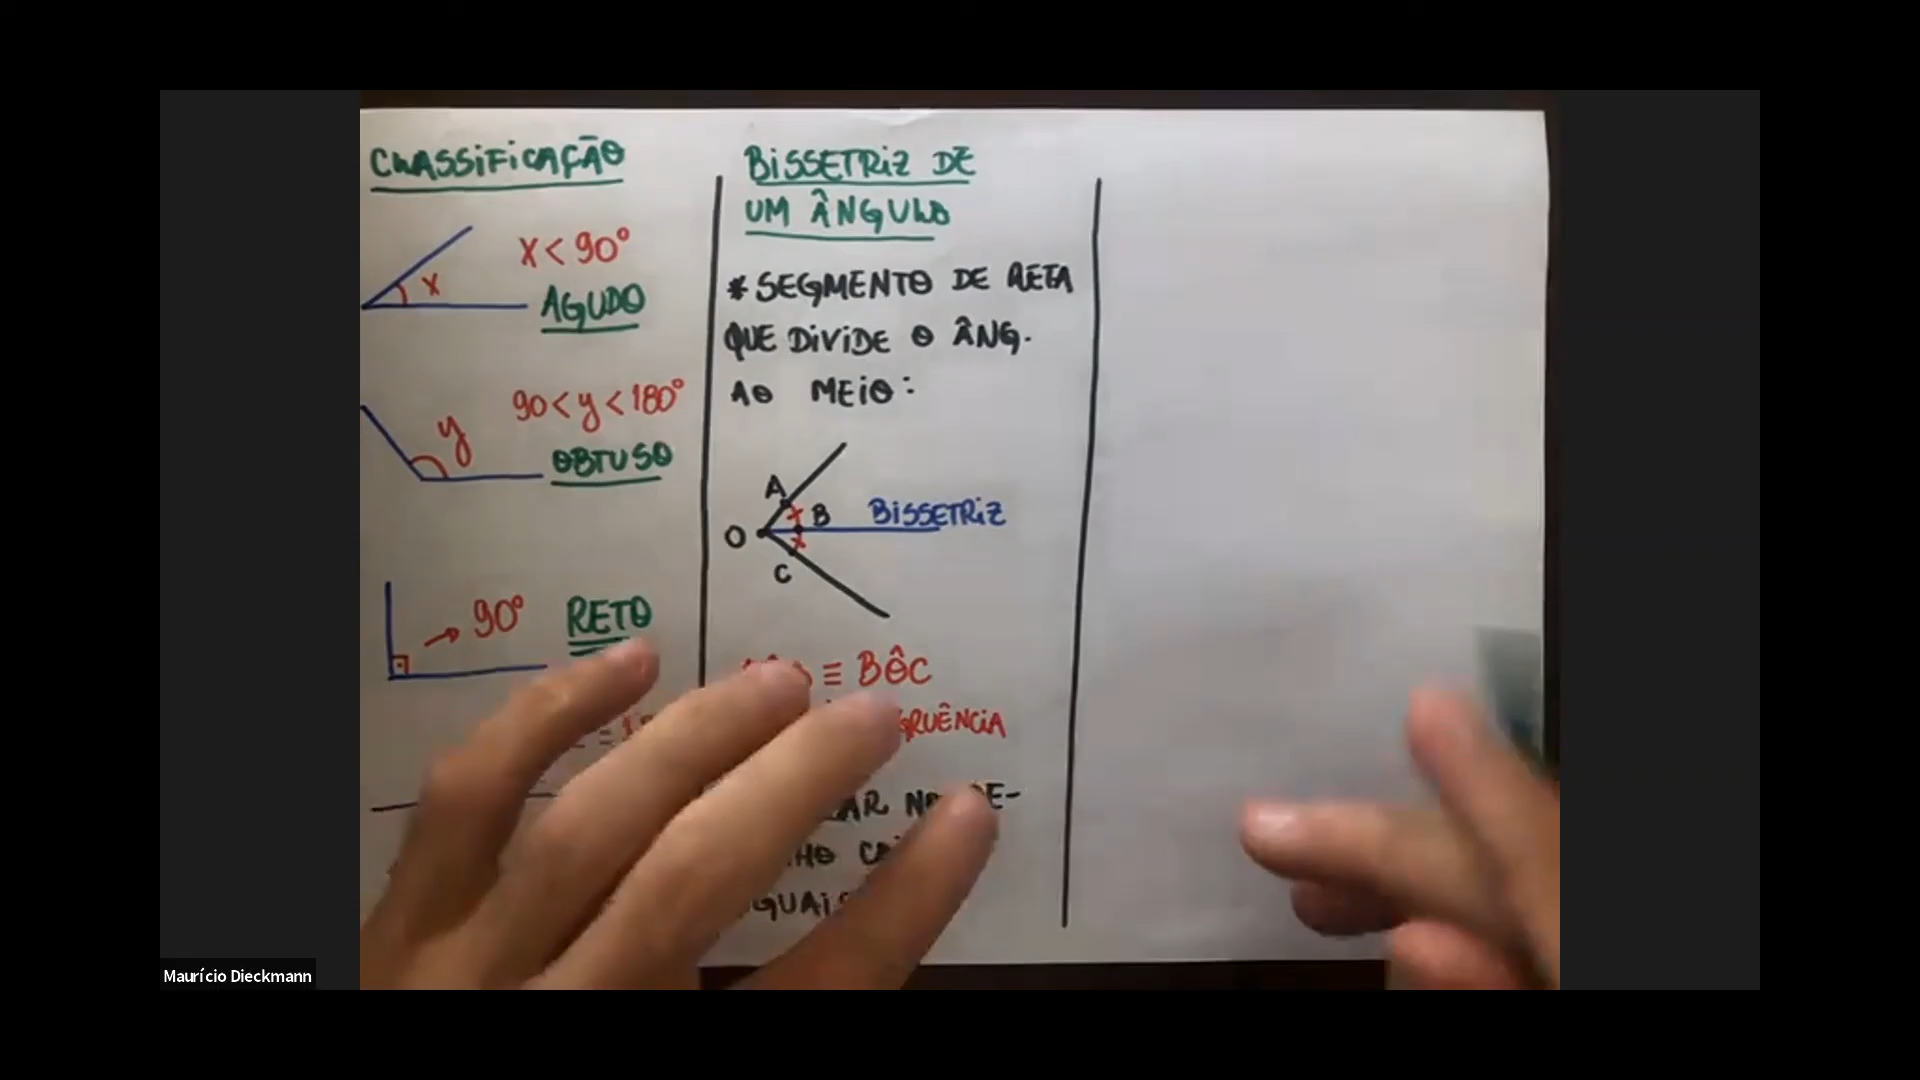 CLASSIFICAÇÃO
x < 90°
x
AGUDO
90 < y < 180°
y
OBTUSO
90°
RETO
BISSETRIZ DE
UM ÂNGULO
* SEGMENTO DE RETA
QUE DIVIDE O ÂNG.
AO MEIO:
A
x
B
BISSETRIZ
O
x
C
≡ BÔC
NO
Maurício Dieckmann